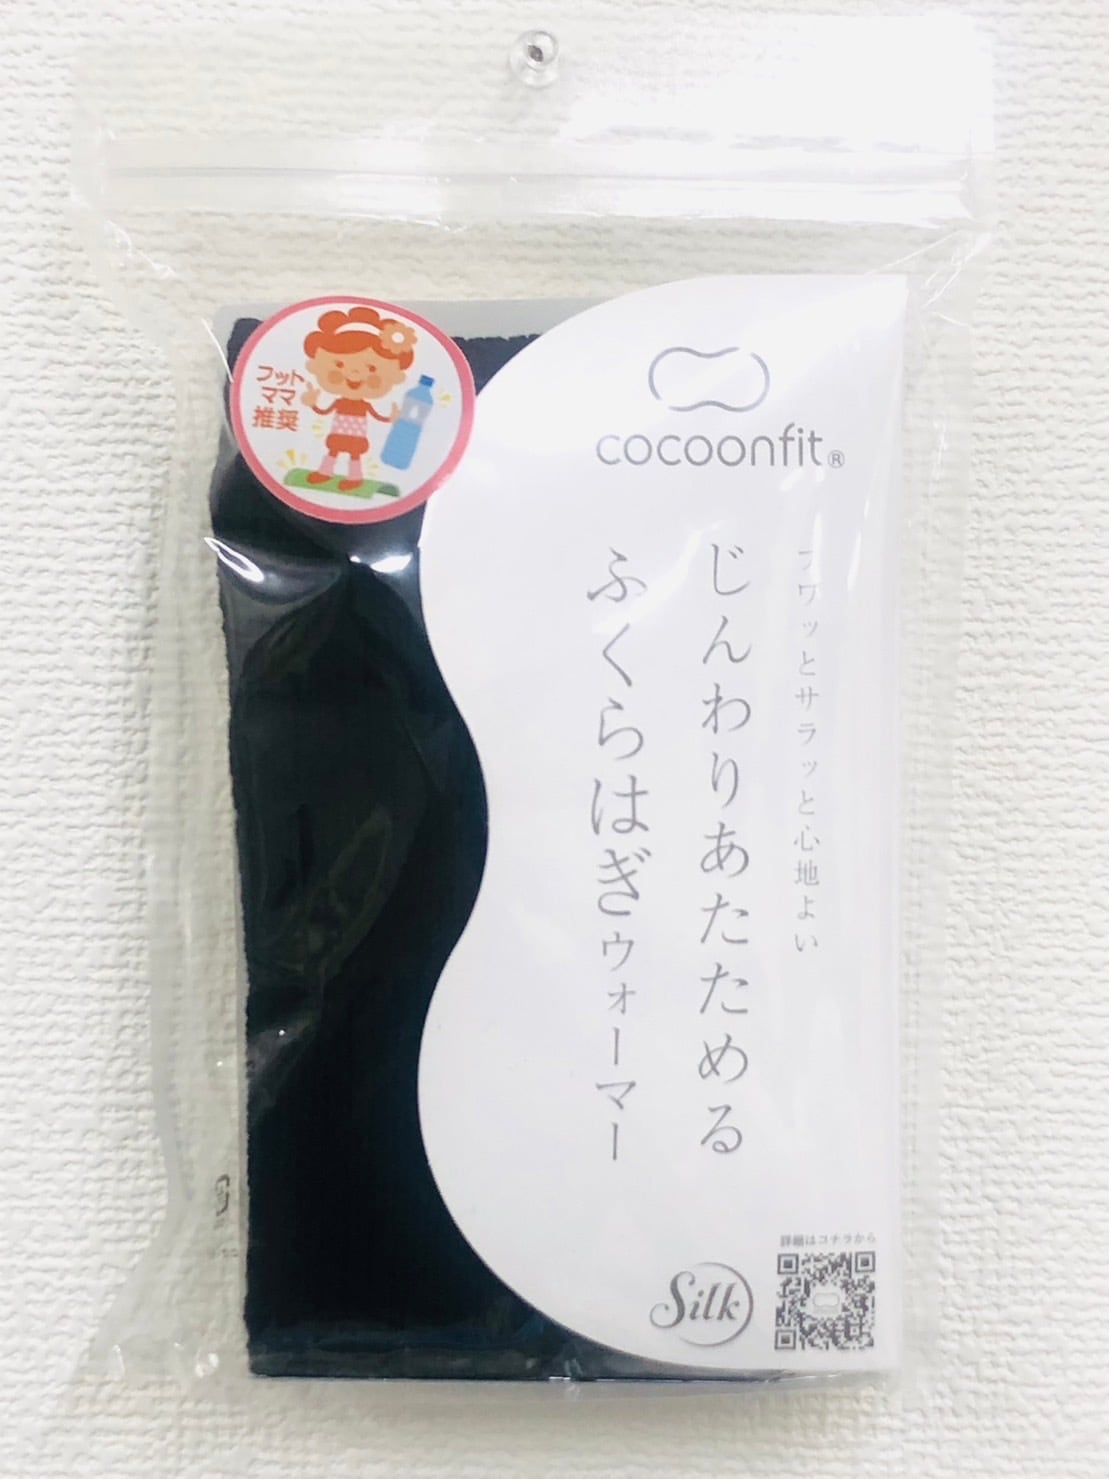 フット
ママ
推奨
cocoonfit®
フワッとサラッと心地よい
じんわりあたためる
ふくらはぎウォーマー
Silk
詳細はコチラから